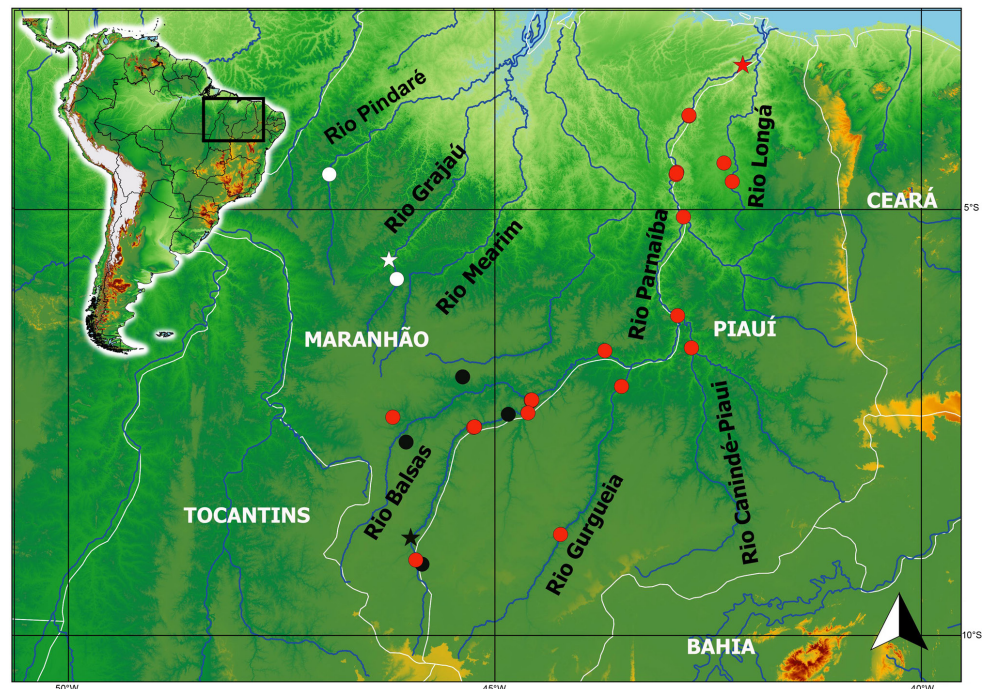 Rio Pindaré
Rio Grajaú
Rio Mearim
Rio Longá
CEARÁ
5°S
Rio Parnaíba
MARANHÃO
PIAUÍ
Rio Balsas
TOCANTINS
Rio Gurgueia
Rio Canindé-Piaui
BAHIA
10°S
50°W
45°W
40°W